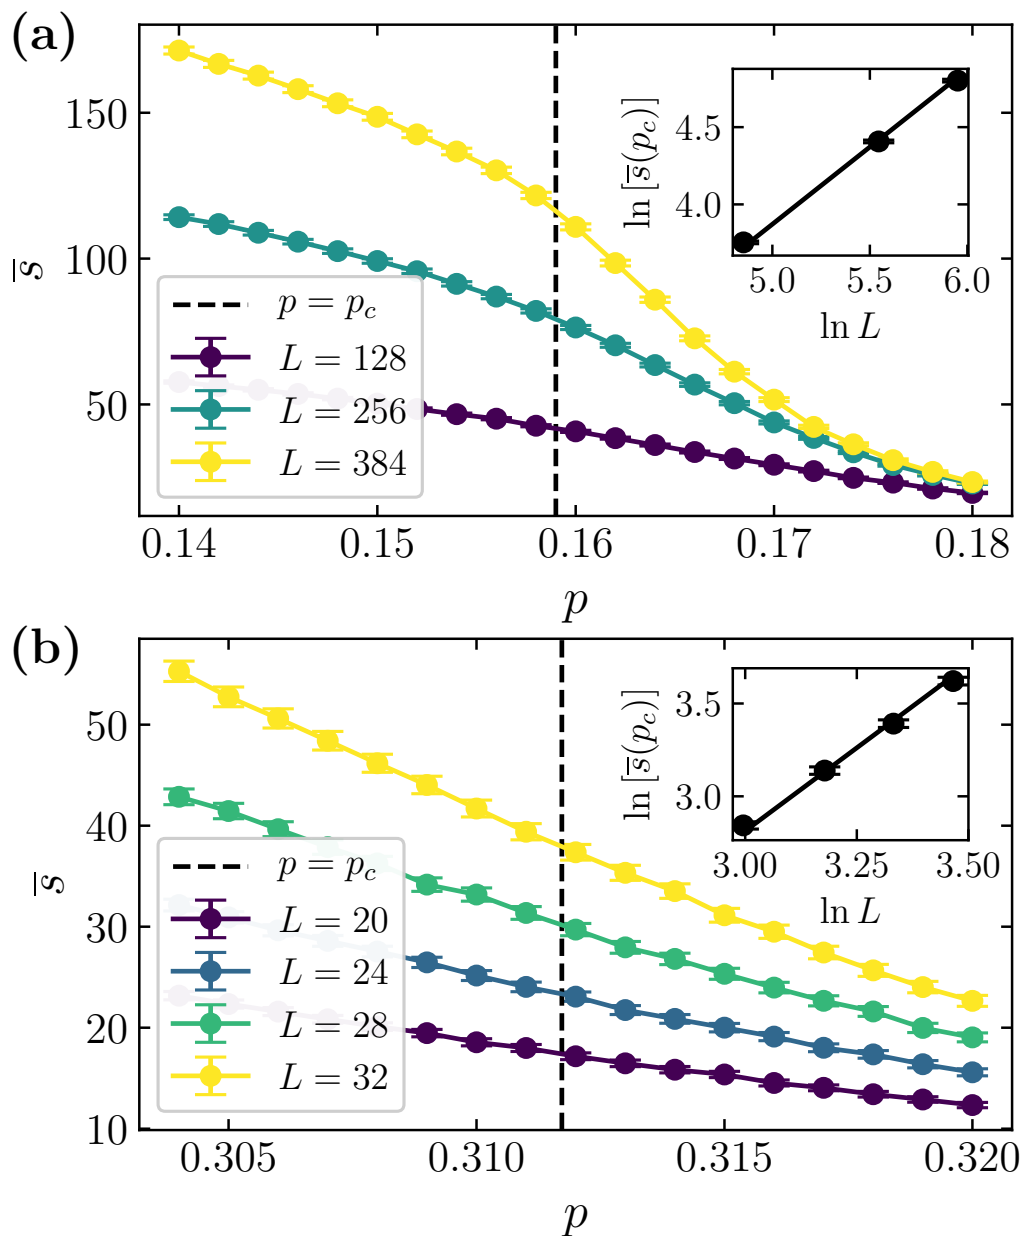 (a)
150
100
50
s̅
p = p_c
L = 128
L = 256
L = 384
0.14 0.15 0.16 0.17 0.18
p
ln [s̅(p_c)]
4.5
4.0
5.0 5.5 6.0
ln L
(b)
50
40
30
20
10
s̅
p = p_c
L = 20
L = 24
L = 28
L = 32
0.305 0.310 0.315 0.320
p
ln [s̅(p_c)]
3.5
3.0
3.00 3.25 3.50
ln L